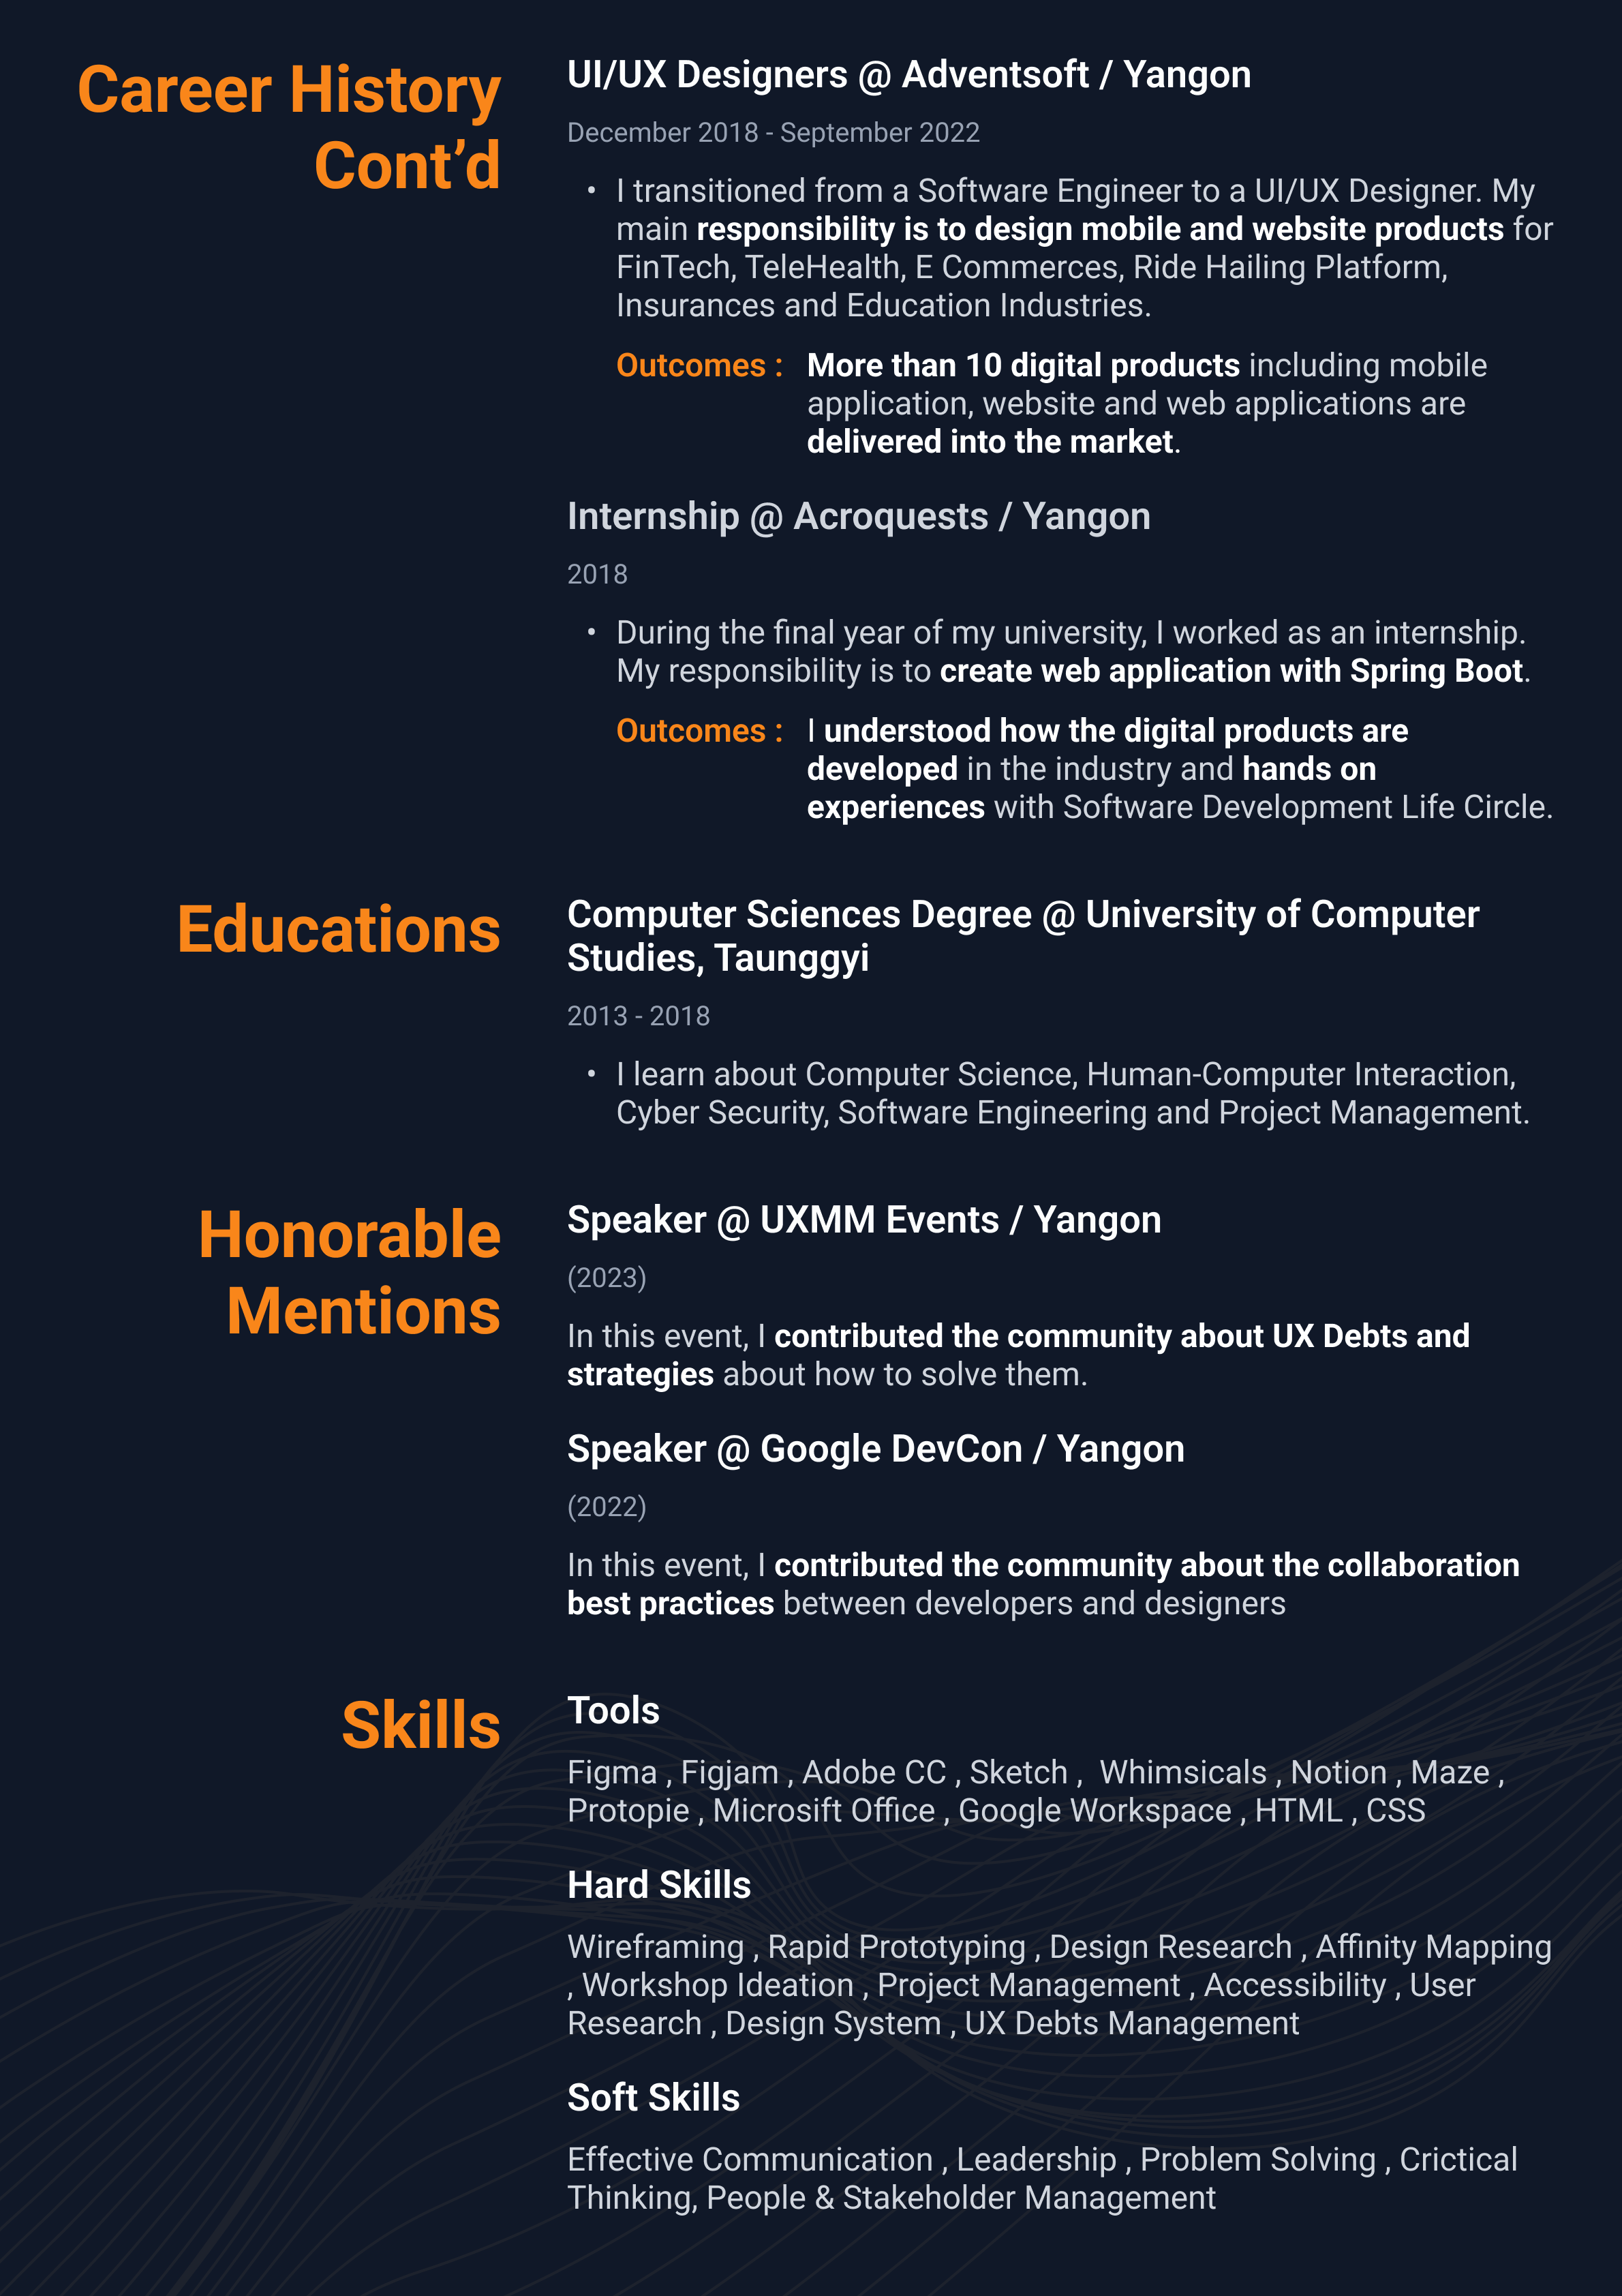 Career History
Cont’d
UI/UX Designers @ Adventsoft / Yangon
December 2018 - September 2022
• I transitioned from a Software Engineer to a UI/UX Designer. My
main responsibility is to design mobile and website products for
FinTech, TeleHealth, E Commerces, Ride Hailing Platform,
Insurances and Education Industries.
Outcomes : More than 10 digital products including mobile
application, website and web applications are
delivered into the market.
Internship @ Acroquests / Yangon
2018
• During the final year of my university, I worked as an internship.
My responsibility is to create web application with Spring Boot.
Outcomes : I understood how the digital products are
developed in the industry and hands on
experiences with Software Development Life Circle.
Educations
Computer Sciences Degree @ University of Computer
Studies, Taunggyi
2013 - 2018
• I learn about Computer Science, Human-Computer Interaction,
Cyber Security, Software Engineering and Project Management.
Honorable
Mentions
Speaker @ UXMM Events / Yangon
(2023)
In this event, I contributed the community about UX Debts and
strategies about how to solve them.
Speaker @ Google DevCon / Yangon
(2022)
In this event, I contributed the community about the collaboration
best practices between developers and designers
Skills
Tools
Figma , Figjam , Adobe CC , Sketch ,  Whimsicals , Notion , Maze ,
Protopie , Microsift Office , Google Workspace , HTML , CSS
Hard Skills
Wireframing , Rapid Prototyping , Design Research , Affinity Mapping
, Workshop Ideation , Project Management , Accessibility , User
Research , Design System , UX Debts Management
Soft Skills
Effective Communication , Leadership , Problem Solving , Crictical
Thinking, People & Stakeholder Management